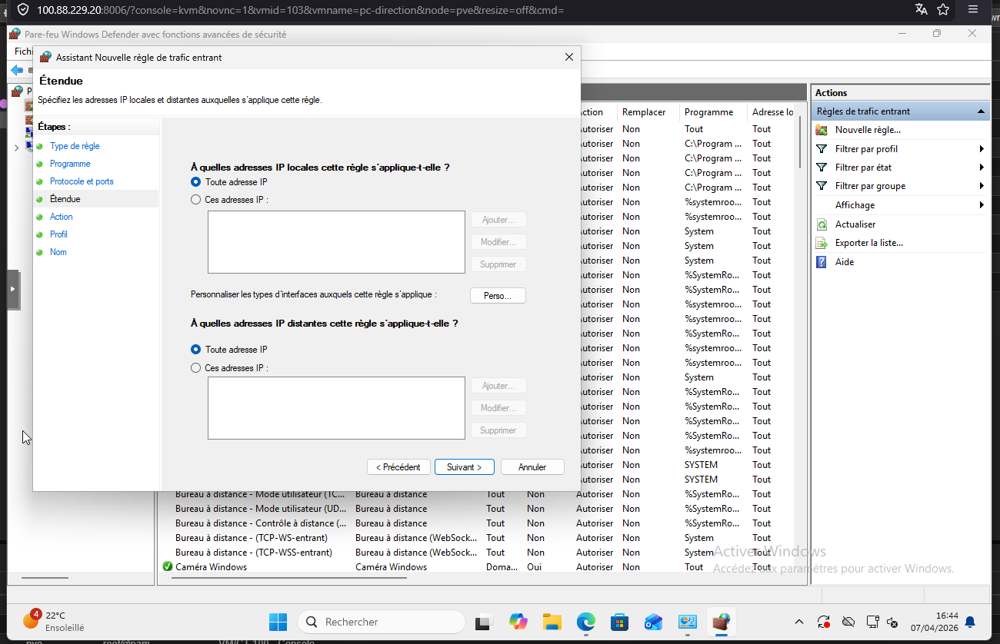 100.88.229.20:8006/?console=kvm&novnc=1&vmid=103&vmname=pc-direction&node=pve&resize=off&cmd=
Pare-feu Windows Defender avec fonctions avancées de sécurité
Fichi
Assistant Nouvelle règle de trafic entrant
Étendue
Spécifiez les adresses IP locales et distantes auxquelles s'applique cette règle.
Étapes :
Type de règle
Programme
Protocole et ports
Étendue
Action
Profil
Nom
À quelles adresses IP locales cette règle s'applique-t-elle ?
Toute adresse IP
Ces adresses IP :
Ajouter...
Modifier...
Supprimer
Personnaliser les types d'interfaces auxquels cette règle s'applique :
Perso...
À quelles adresses IP distantes cette règle s'applique-t-elle ?
Toute adresse IP
Ces adresses IP :
Ajouter...
Modifier...
Supprimer
< Précédent Suivant > Annuler
ction Remplacer Programme Adresse lo
utoriser Non Tout Tout
utoriser Non C:\Program ... Tout
utoriser Non C:\Program ... Tout
utoriser Non C:\Program ... Tout
utoriser Non C:\Program ... Tout
utoriser Non %systemroo... Tout
utoriser Non %systemroo... Tout
utoriser Non System Tout
utoriser Non System Tout
utoriser Non System Tout
utoriser Non %SystemRo... Tout
utoriser Non %SystemRo... Tout
utoriser Non %systemroo... Tout
utoriser Non %systemroo... Tout
utoriser Non %SystemRo... Tout
utoriser Non %systemroo... Tout
utoriser Non %systemroo... Tout
utoriser Non System Tout
utoriser Non %SystemRo... Tout
utoriser Non %SystemRo... Tout
utoriser Non %SystemRo... Tout
utoriser Non %SystemRo... Tout
utoriser Non %systemroo... Tout
utoriser Non SYSTEM Tout
utoriser Non SYSTEM Tout
Bureau à distance - Mode utilisateur (TC... Bureau à distance Tout Non Autoriser Non %SystemRo... Tout
Bureau à distance - Mode utilisateur (UD... Bureau à distance Tout Non Autoriser Non %SystemRo... Tout
Bureau à distance - Contrôle à distance (... Bureau à distance Tout Non Autoriser Non %SystemRo... Tout
Bureau à distance - (TCP-WS-entrant) Bureau à distance (WebSock... Tout Non Autoriser Non System Tout
Bureau à distance - (TCP-WSS-entrant) Bureau à distance (WebSock... Tout Non Autoriser Non System Tout
Caméra Windows Caméra Windows Doma... Oui Autoriser Non Tout Tout
Actions
Règles de trafic entrant
Nouvelle règle...
Filtrer par profil
Filtrer par état
Filtrer par groupe
Affichage
Actualiser
Exporter la liste...
Aide
Activer Windows
Accédez aux paramètres pour activer Windows.
4
22°C
Ensoleillé
Rechercher
16:44
07/04/2026
pve root@pam VM/CT 100 - Console